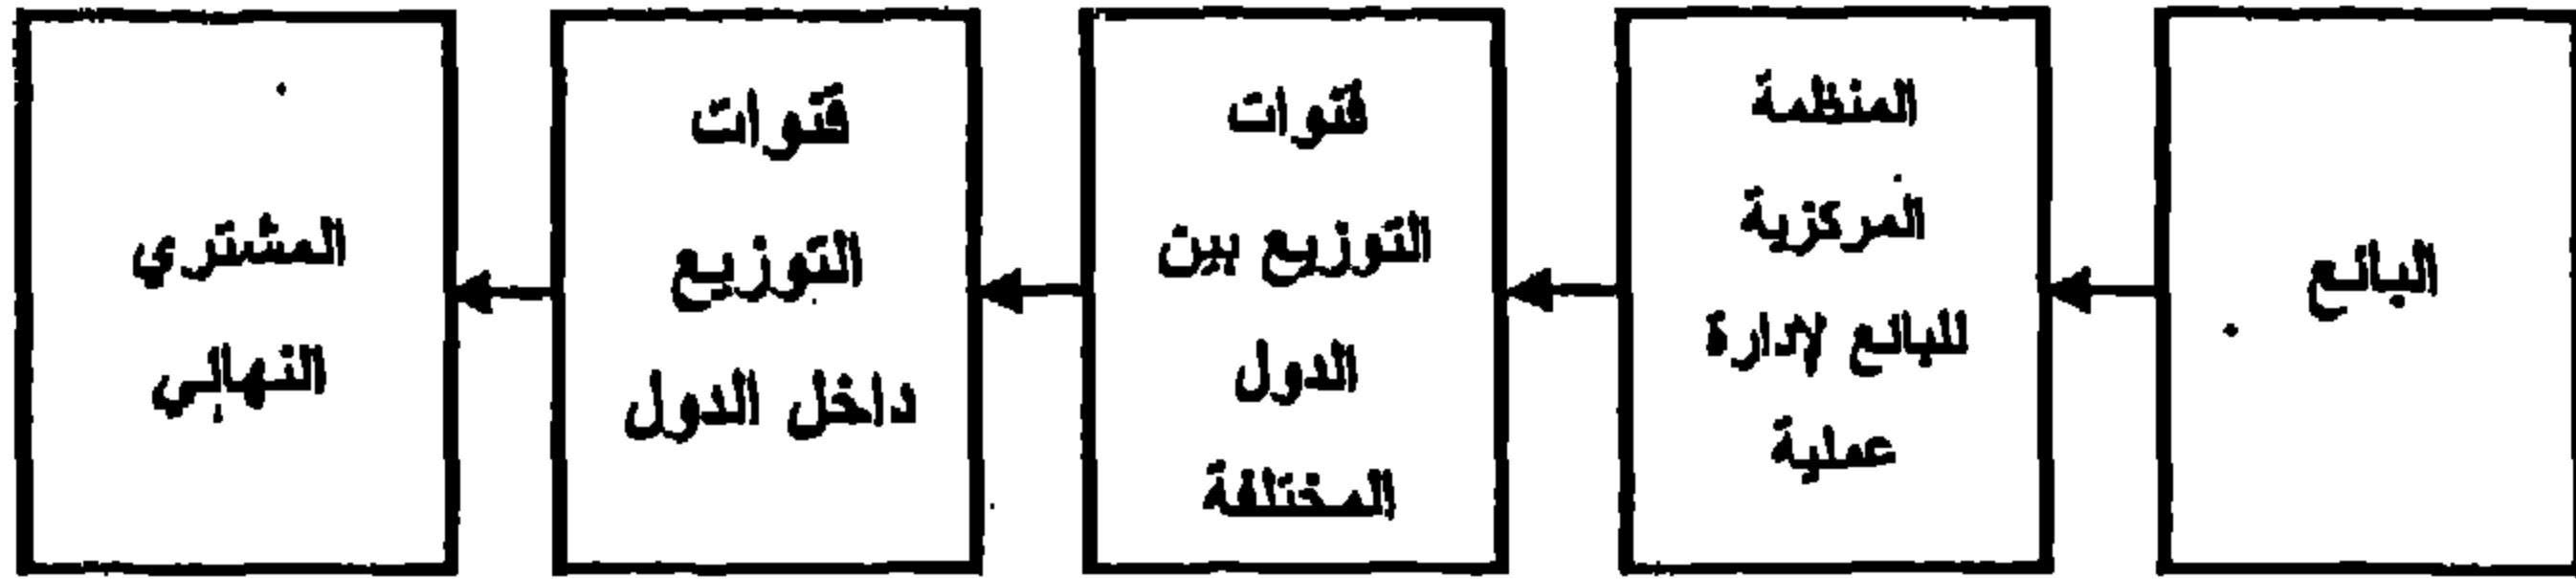 البائع
المنظمة
المركزية
للبائع لإدارة
عملية
قنوات
التوزيع بين
الدول
المختلفة
قنوات
التوزيع
داخل الدول
المشتري
النهائي